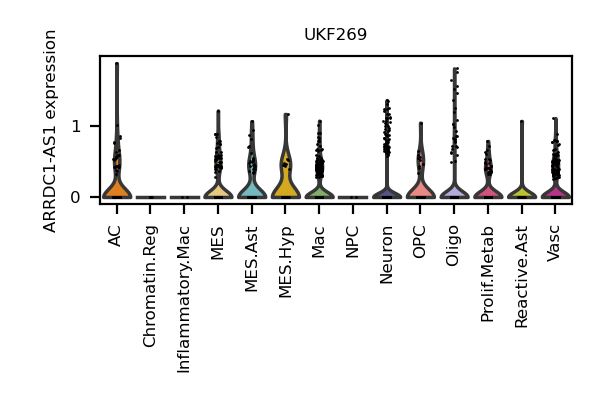 UKF269
ARRDC1-AS1 expression
1
0
AC
Chromatin.Reg
Inflammatory.Mac
MES
MES.Ast
MES.Hyp
Mac
NPC
Neuron
OPC
Oligo
Prolif.Metab
Reactive.Ast
Vasc